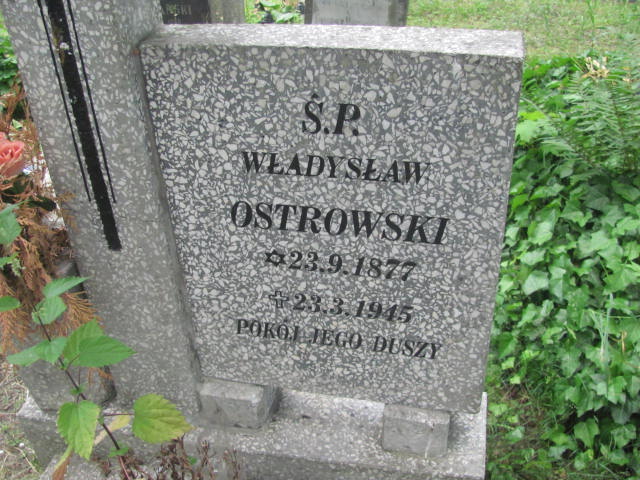 Ś.P.
WŁADYSŁAW
OSTROWSKI
✡23.9.1877
✝23.3.1945
POKÓJ JEGO DUSZY